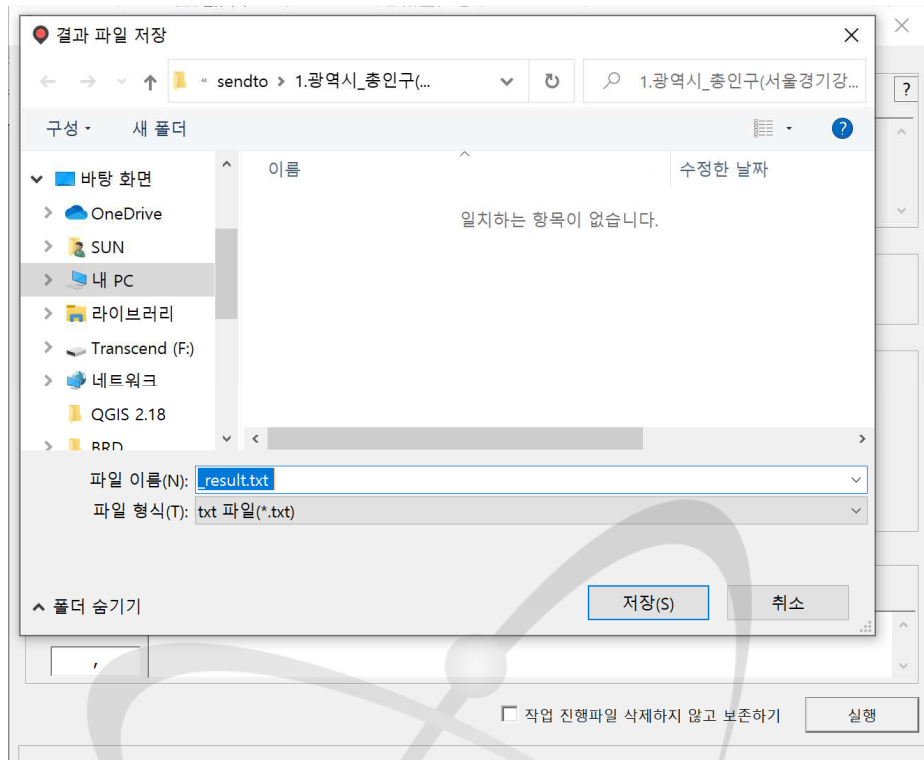 결과 파일 저장
« sendto > 1.광역시_총인구(...
1.광역시_총인구(서울경기강...
?
구성
새 폴더
?
이름
수정한 날짜
바탕 화면
일치하는 항목이 없습니다.
OneDrive
SUN
내 PC
라이브러리
Transcend (F:)
네트워크
QGIS 2.18
BRD
파일 이름(N): _result.txt
파일 형식(T): txt 파일(*.txt)
폴더 숨기기
저장(S)
취소
,
작업 진행파일 삭제하지 않고 보존하기
실행